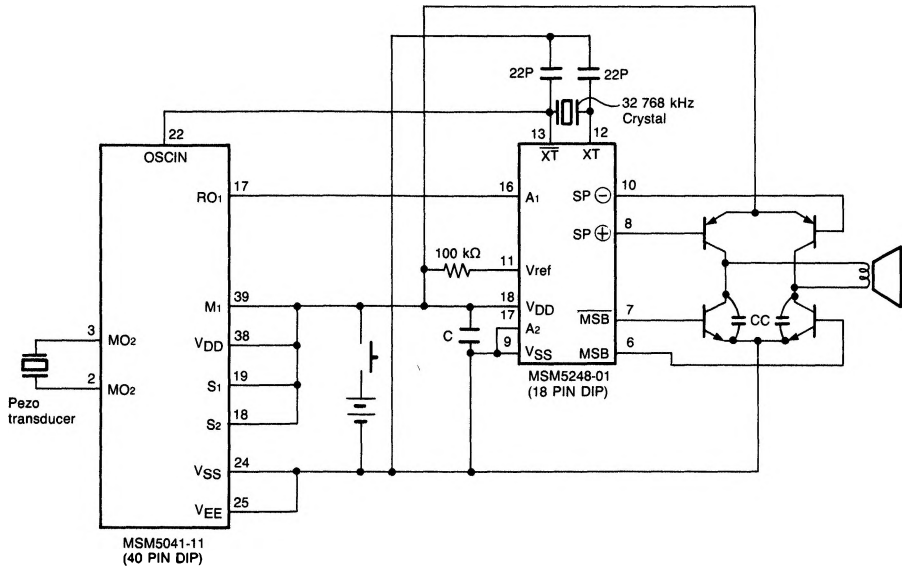 22P
22P
32 768 kHz
Crystal
22
13
12
OSCIN
XT
XT
RO1
17
16
A1
SP ⊖
10
SP ⊕
8
100 kΩ
11
Vref
M1
39
18
VDD
17
A2
MSB
7
3
MO2
VDD
38
C
9
VSS
MSB
6
CC
2
MO2
S1
19
MSM5248-01
(18 PIN DIP)
Pezo
transducer
S2
18
VSS
24
VEE
25
MSM5041-11
(40 PIN DIP)